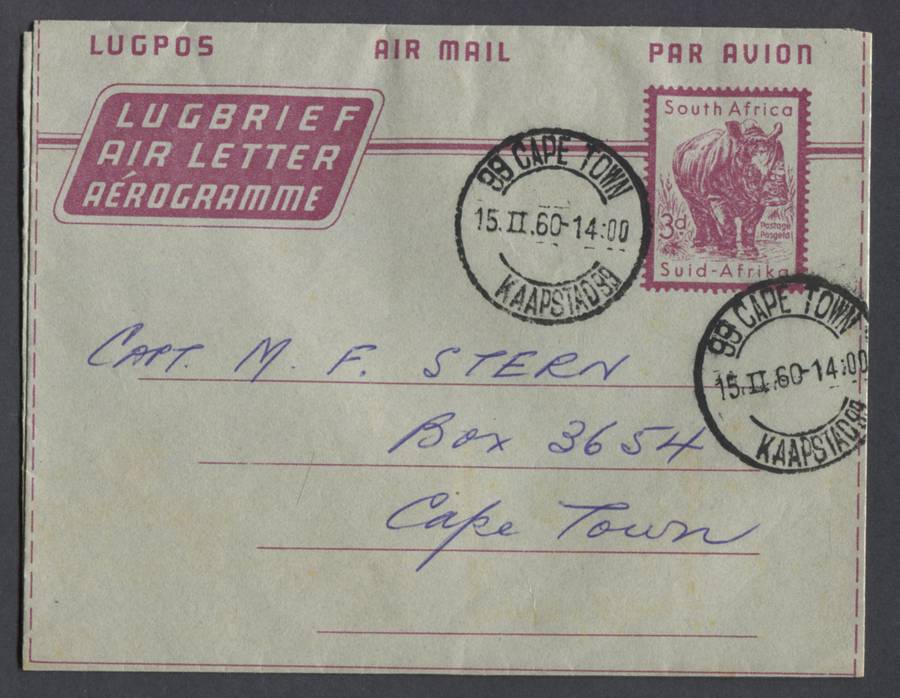 LUGPOS AIR MAIL PAR AVION
LUGBRIEF
AIR LETTER
AÉROGRAMME
South Africa
3d.
Postage
Posgeld
Suid-Afrika
99 CAPE TOWN
15.II.60-14:00
KAAPSTAD 99
99 CAPE TOWN
15.II.60-14:00
KAAPSTAD 99
CAPT. M. F. STERN
Box 3654
Cape Town